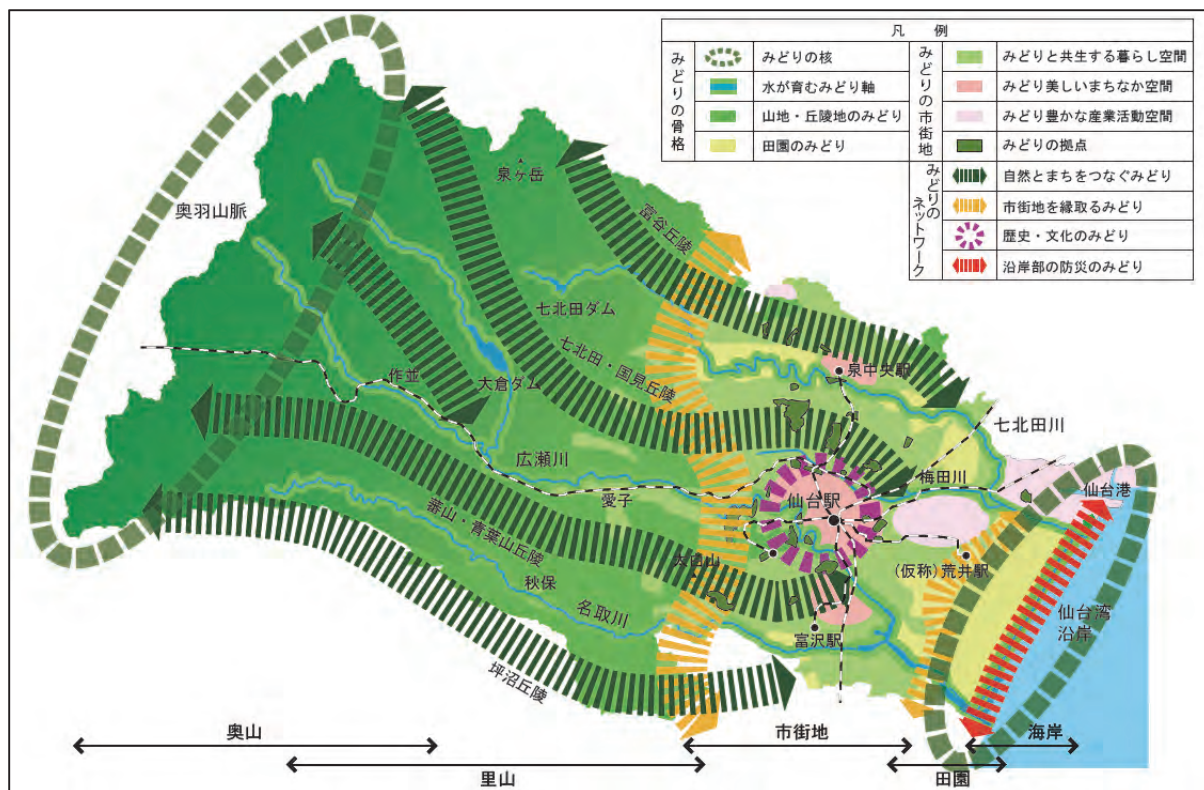 凡 例
みどりの骨格
みどりの核
水が育むみどり軸
山地・丘陵地のみどり
田園のみどり
みどりの市街地
みどりと共生する暮らし空間
みどり美しいまちなか空間
みどり豊かな産業活動空間
みどりの拠点
みどりのネットワーク
自然とまちをつなぐみどり
市街地を縁取るみどり
歴史・文化のみどり
沿岸部の防災のみどり
泉ヶ岳
奥羽山脈
富谷丘陵
七北田ダム
七北田・国見丘陵
泉中央駅
作並
大倉ダム
七北田川
広瀬川
梅田川
愛子
仙台駅
仙台港
蕃山・青葉山丘陵
太白山
(仮称)荒井駅
秋保
名取川
富沢駅
仙台湾
沿岸
坪沼丘陵
奥山
市街地
海岸
里山
田園